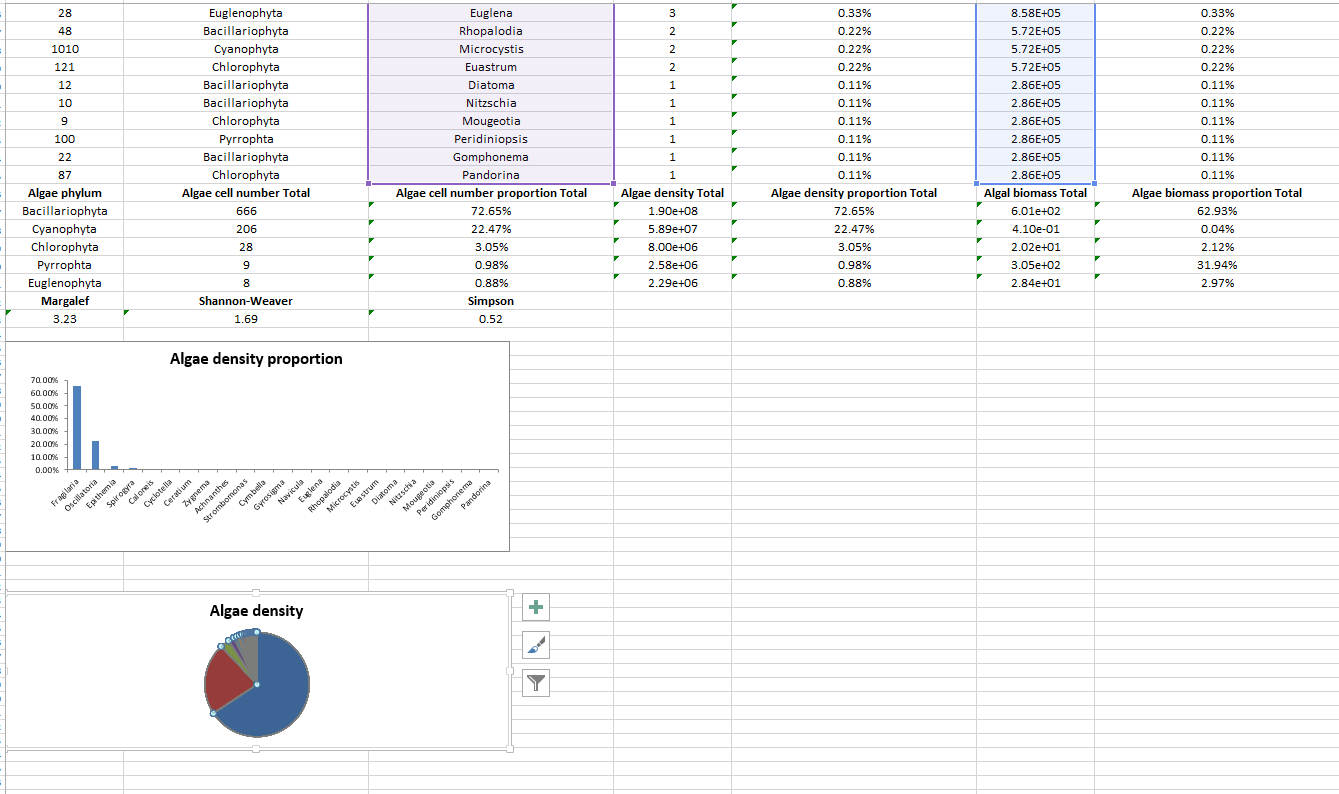 28 Euglenophyta Euglena 3 0.33% 8.58E+05 0.33%
48 Bacillariophyta Rhopalodia 2 0.22% 5.72E+05 0.22%
1010 Cyanophyta Microcystis 2 0.22% 5.72E+05 0.22%
121 Chlorophyta Euastrum 2 0.22% 5.72E+05 0.22%
12 Bacillariophyta Diatoma 1 0.11% 2.86E+05 0.11%
10 Bacillariophyta Nitzschia 1 0.11% 2.86E+05 0.11%
9 Chlorophyta Mougeotia 1 0.11% 2.86E+05 0.11%
100 Pyrrophta Peridiniopsis 1 0.11% 2.86E+05 0.11%
22 Bacillariophyta Gomphonema 1 0.11% 2.86E+05 0.11%
87 Chlorophyta Pandorina 1 0.11% 2.86E+05 0.11%
Algae phylum Algae cell number Total Algae cell number proportion Total Algae density Total Algae density proportion Total Algal biomass Total Algae biomass proportion Total
Bacillariophyta 666 72.65% 1.90e+08 72.65% 6.01e+02 62.93%
Cyanophyta 206 22.47% 5.89e+07 22.47% 4.10e-01 0.04%
Chlorophyta 28 3.05% 8.00e+06 3.05% 2.02e+01 2.12%
Pyrrophta 9 0.98% 2.58e+06 0.98% 3.05e+02 31.94%
Euglenophyta 8 0.88% 2.29e+06 0.88% 2.84e+01 2.97%
Margalef Shannon-Weaver Simpson
3.23 1.69 0.52
Algae density proportion
70.00%
60.00%
50.00%
40.00%
30.00%
20.00%
10.00%
0.00%
Fragilaria Oscillatoria Epithemia Spirogyra Caloneis Cyclotella Ceratium Zygnema Achnanthes Strombomonas Cymbella Gyrosigma Navicula Euglena Rhopalodia Microcystis Euastrum Diatoma Nitzschia Mougeotia Peridiniopsis Gomphonema Pandorina
Algae density